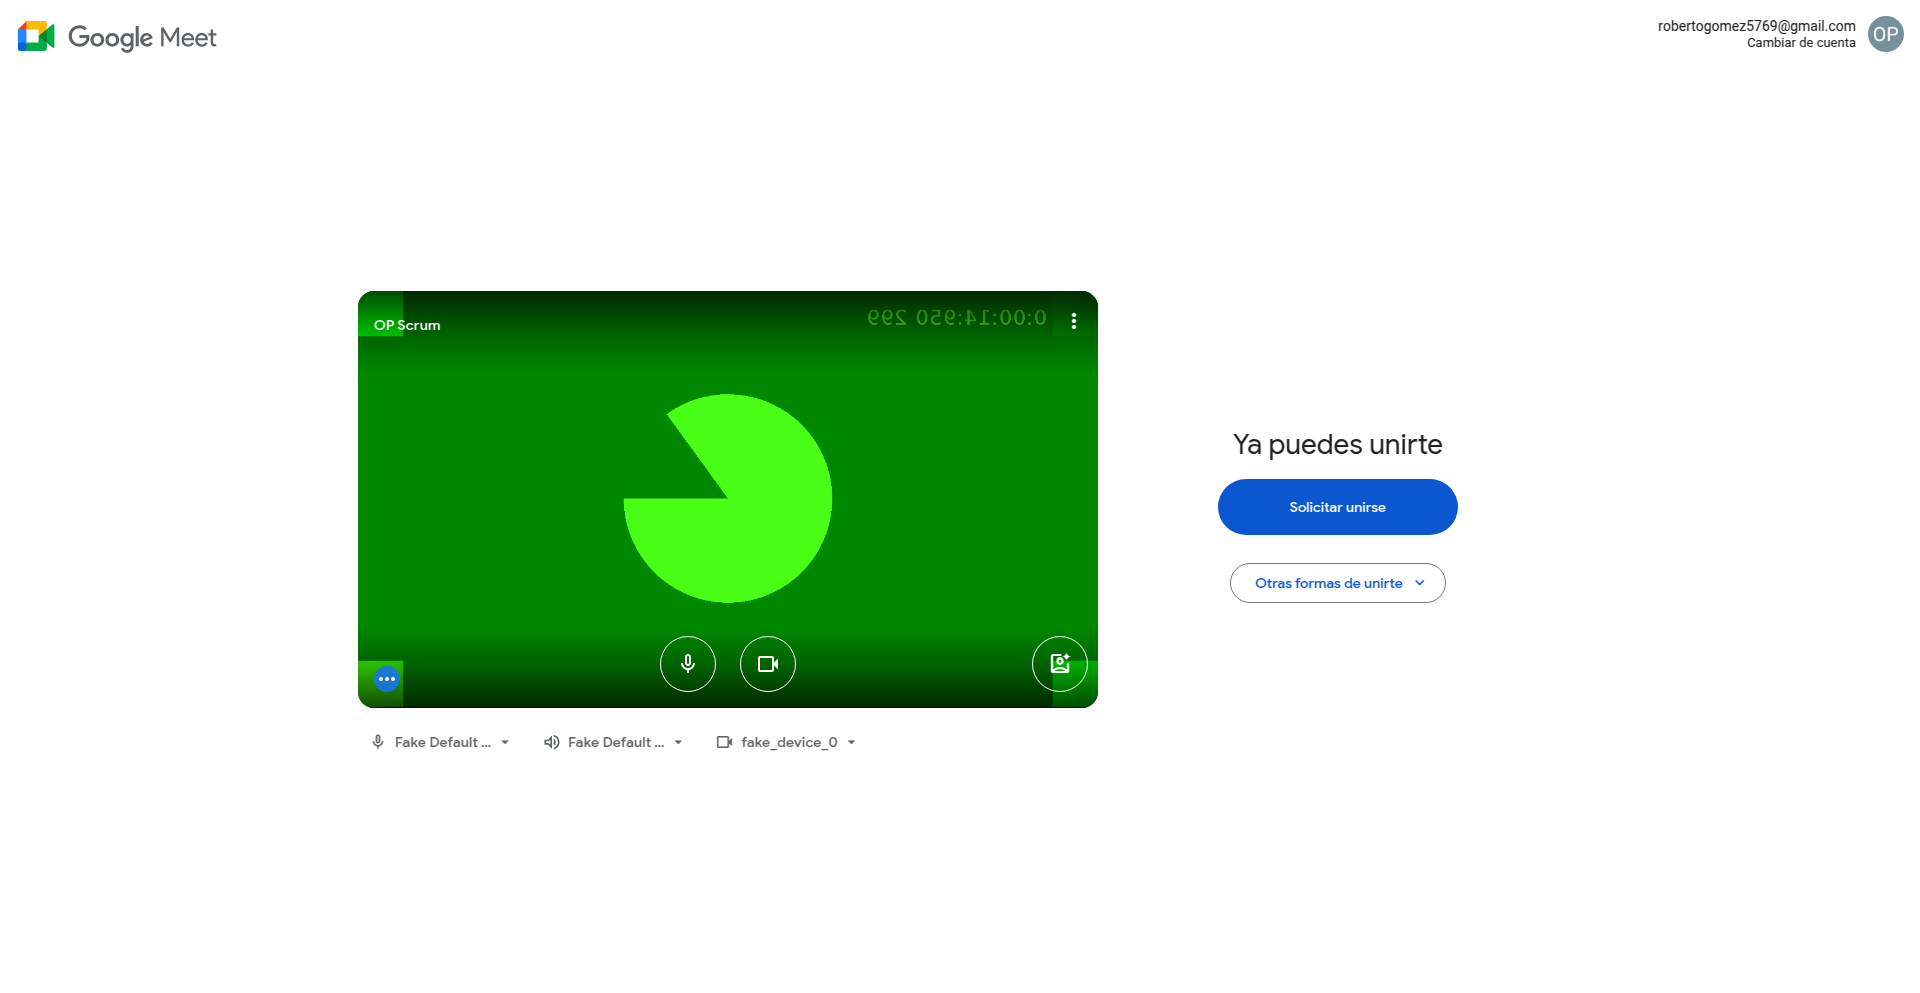 Google Meet
robertogomez5769@gmail.com
Cambiar de cuenta
OP
OP Scrum
0:00:14:950 299
Ya puedes unirte
Solicitar unirse
Otras formas de unirte
Fake Default ...
Fake Default ...
fake_device_0